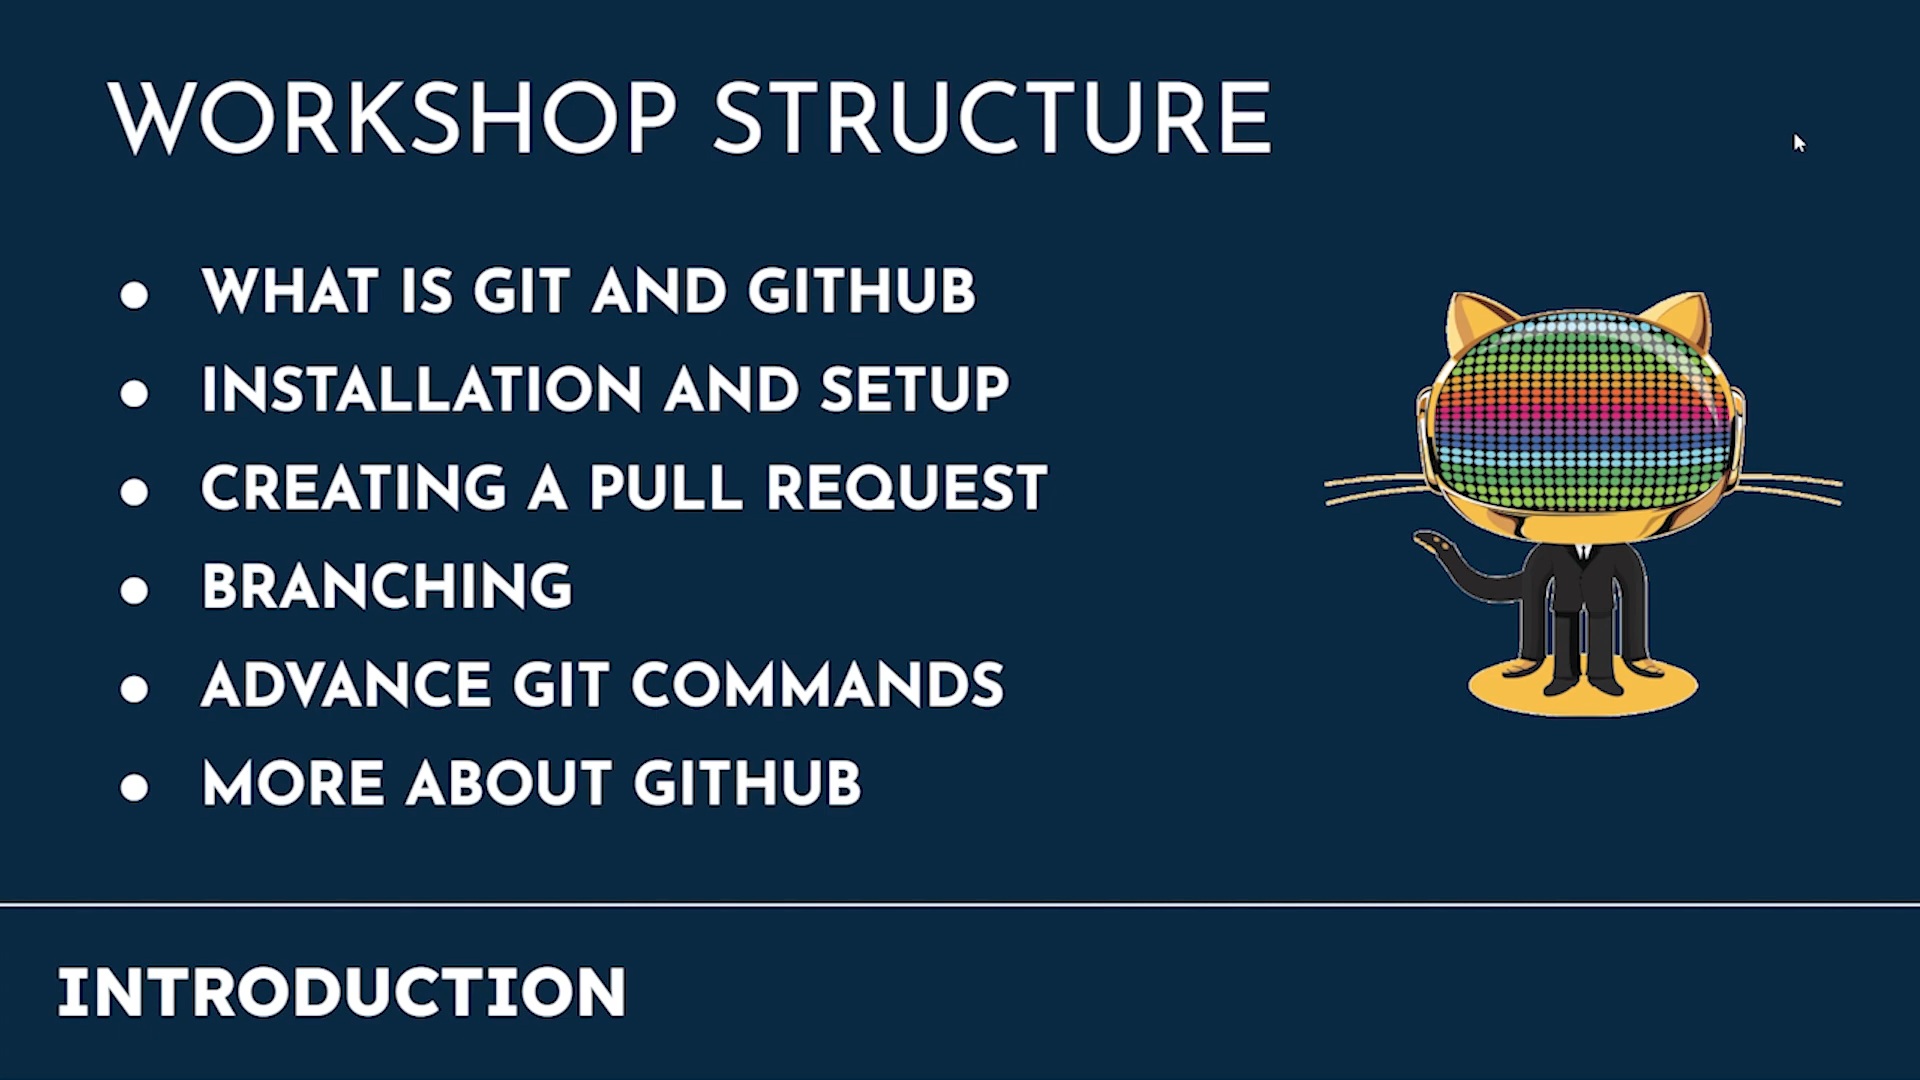 WORKSHOP STRUCTURE
● WHAT IS GIT AND GITHUB
● INSTALLATION AND SETUP
● CREATING A PULL REQUEST
● BRANCHING
● ADVANCE GIT COMMANDS
● MORE ABOUT GITHUB
INTRODUCTION